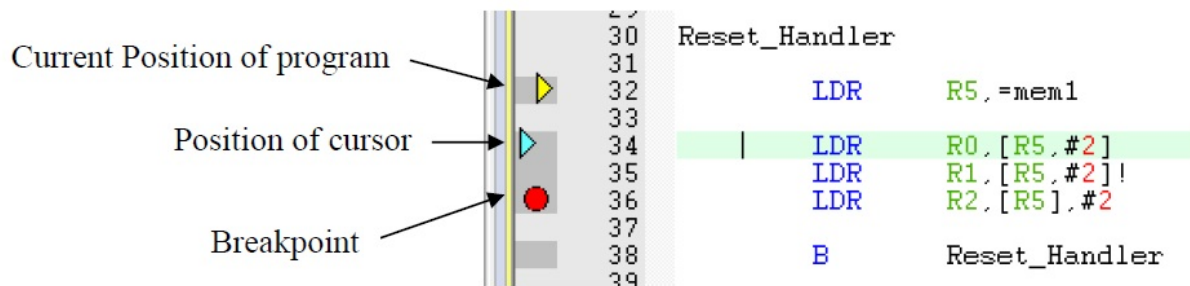 29
30 Reset_Handler
Current Position of program
31
32 LDR R5,=mem1
33
Position of cursor
34 LDR R0,[R5,#2]
35 LDR R1,[R5,#2]!
36 LDR R2,[R5],#2
37
Breakpoint
38 B Reset_Handler
39